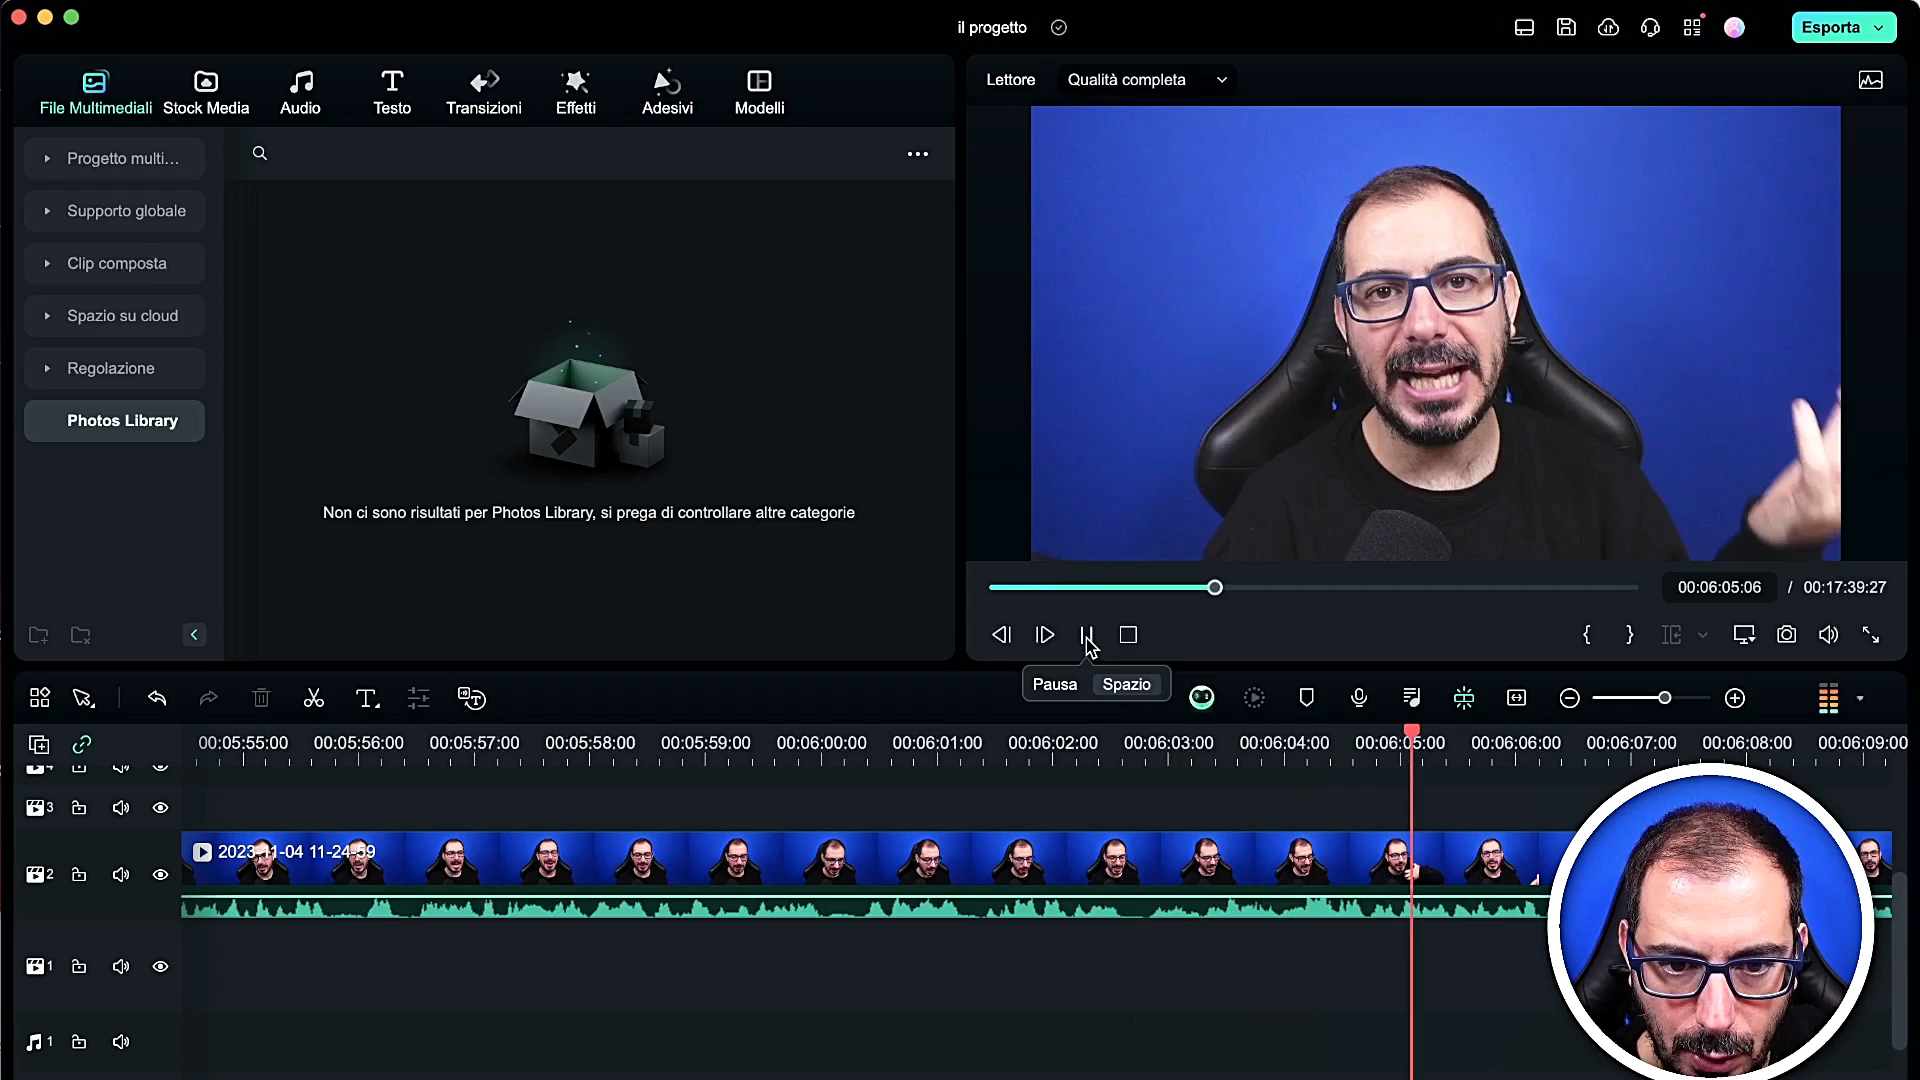 il progetto
Esporta
File Multimediali
Stock Media
Audio
Testo
Transizioni
Effetti
Adesivi
Modelli
Lettore
Qualità completa
Progetto multi...
Supporto globale
Clip composta
Spazio su cloud
Regolazione
Photos Library
Non ci sono risultati per Photos Library, si prega di controllare altre categorie
00:06:05:06 / 00:17:39:27
Pausa Spazio
00:05:55:00 00:05:56:00 00:05:57:00 00:05:58:00 00:05:59:00 00:06:00:00 00:06:01:00 00:06:02:00 00:06:03:00 00:06:04:00 00:06:05:00 00:06:06:00 00:06:07:00 00:06:08:00 00:06:09:00
3
2023-11-04 11-24-59
2
1
1